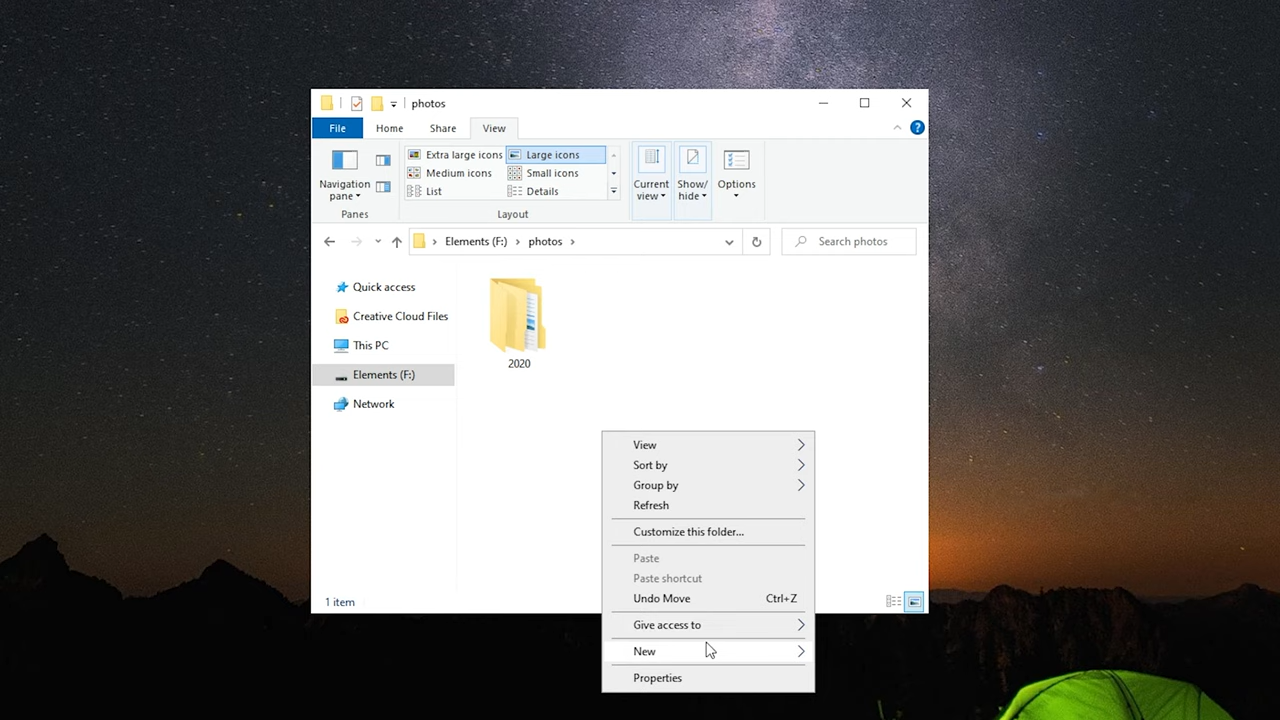 photos
File Home Share View
Extra large icons Large icons
Medium icons Small icons
List Details
Navigation pane
Current view
Show/ hide
Options
Panes Layout
Elements (F:) photos
Search photos
Quick access
Creative Cloud Files
This PC
Elements (F:)
Network
2020
View
Sort by
Group by
Refresh
Customize this folder...
Paste
Paste shortcut
Undo Move Ctrl+Z
Give access to
New
Properties
1 item